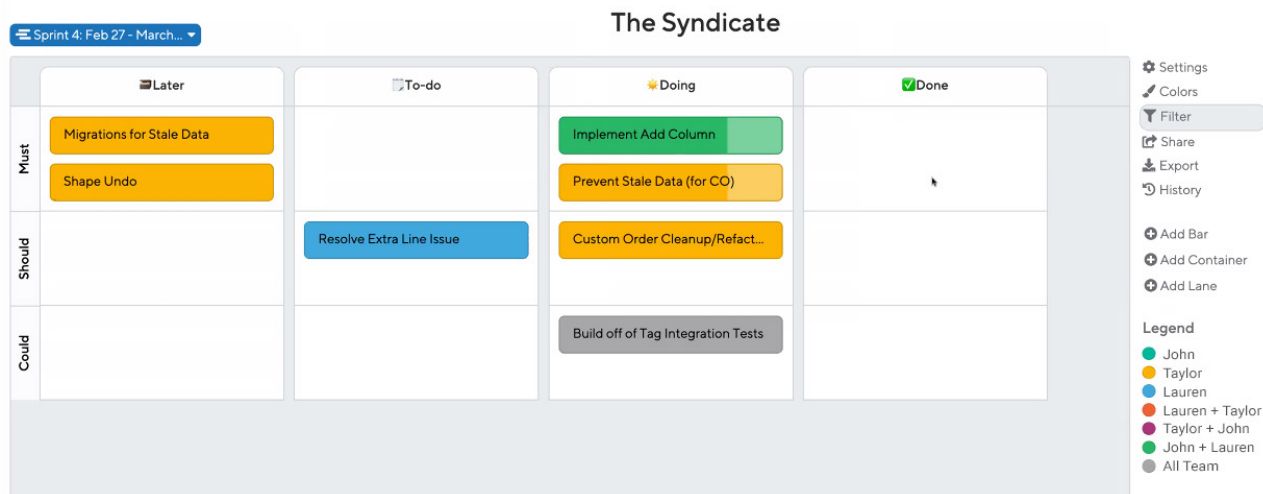 The Syndicate
Sprint 4: Feb 27 - March...
Later
To-do
Doing
Done
Must
Migrations for Stale Data
Shape Undo
Implement Add Column
Prevent Stale Data (for CO)
Should
Resolve Extra Line Issue
Custom Order Cleanup/Refact...
Could
Build off of Tag Integration Tests
Settings
Colors
Filter
Share
Export
History
Add Bar
Add Container
Add Lane
Legend
John
Taylor
Lauren
Lauren + Taylor
Taylor + John
John + Lauren
All Team